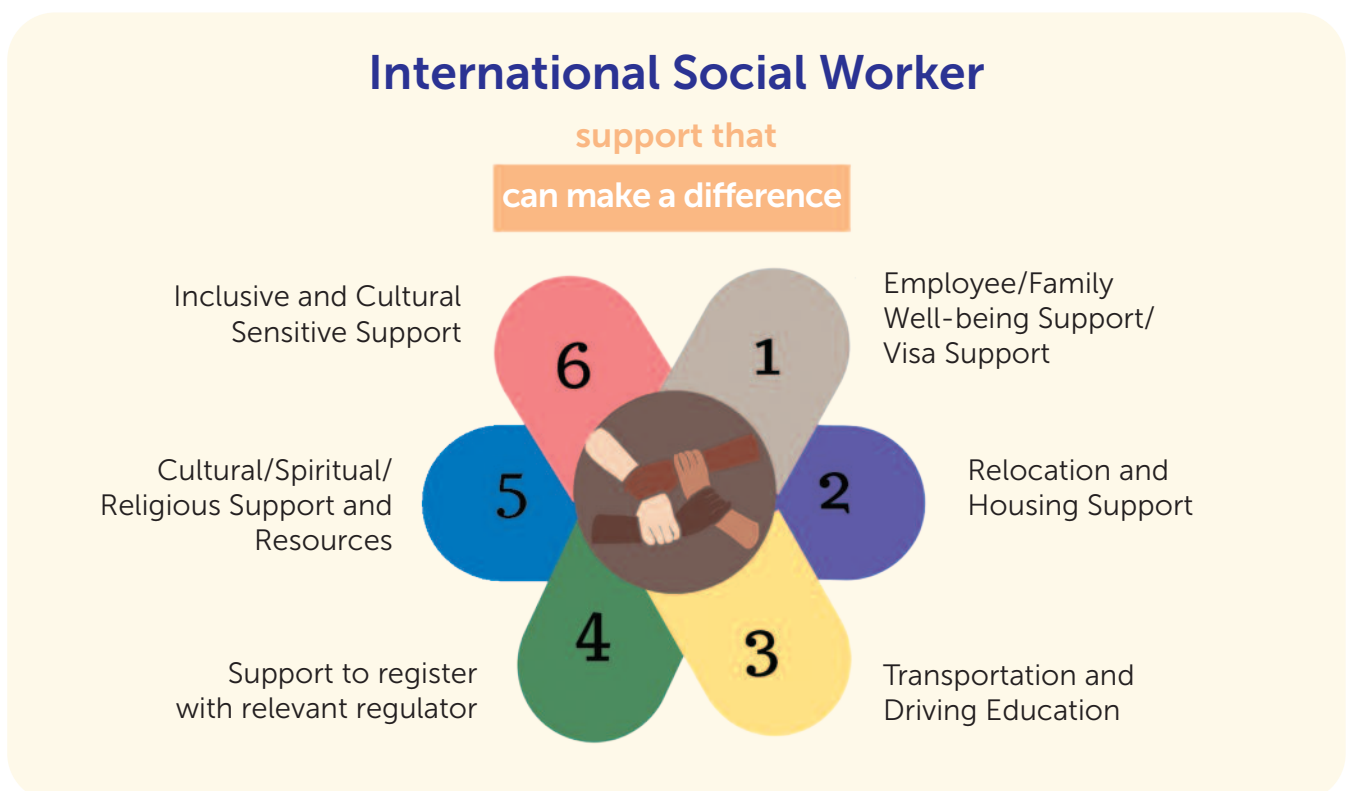 International Social Worker
support that
can make a difference
1
Employee/Family
Well-being Support/
Visa Support
2
Relocation and
Housing Support
3
Transportation and
Driving Education
4
Support to register
with relevant regulator
5
Cultural/Spiritual/
Religious Support and
Resources
6
Inclusive and Cultural
Sensitive Support